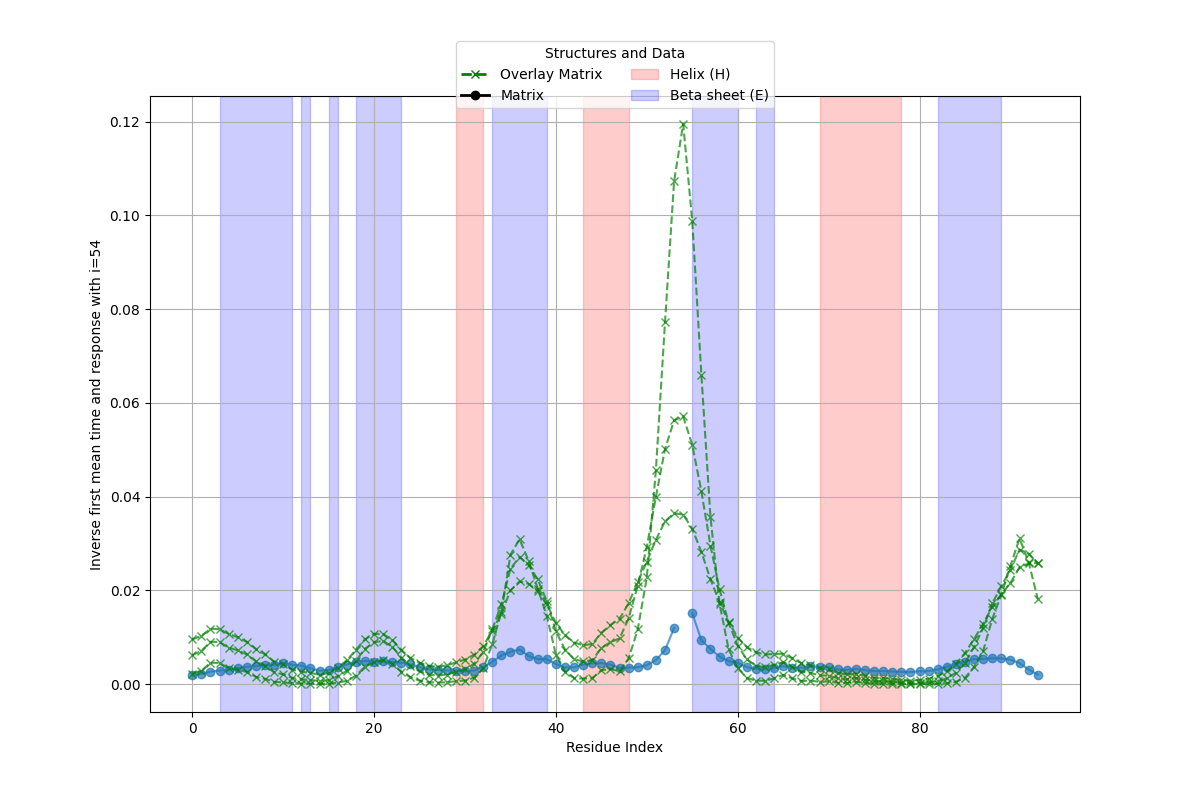 Structures and Data
Overlay Matrix
Matrix
Helix (H)
Beta sheet (E)
Inverse first mean time and response with i=54
0.12
0.10
0.08
0.06
0.04
0.02
0.00
0 20 40 60 80
Residue Index